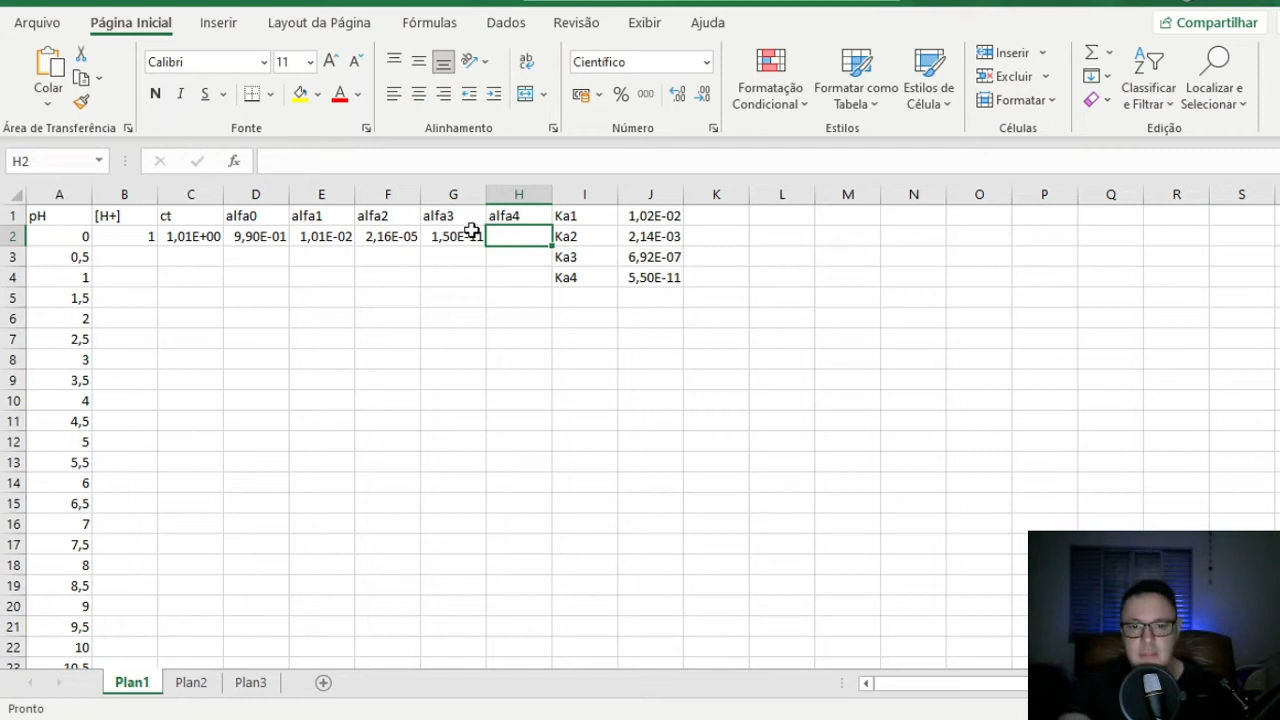 Arquivo Página Inicial Inserir Layout da Página Fórmulas Dados Revisão Exibir Ajuda Compartilhar
Calibri 11 Científico Inserir
Excluir
Colar N I S A % 000 Formatação Condicional Formatar como Tabela Estilos de Célula Formatar Classificar e Filtrar Localizar e Selecionar
Área de Transferência Fonte Alinhamento Número Estilos Células Edição
H2 fx
A B C D E F G H I J K L M N O P Q R S
1 pH [H+] ct alfa0 alfa1 alfa2 alfa3 alfa4 Ka1 1,02E-02
2 0 1 1,01E+00 9,90E-01 1,01E-02 2,16E-05 1,50E-11 Ka2 2,14E-03
3 0,5 Ka3 6,92E-07
4 1 Ka4 5,50E-11
5 1,5
6 2
7 2,5
8 3
9 3,5
10 4
11 4,5
12 5
13 5,5
14 6
15 6,5
16 7
17 7,5
18 8
19 8,5
20 9
21 9,5
22 10
23 10,5
Plan1 Plan2 Plan3
Pronto